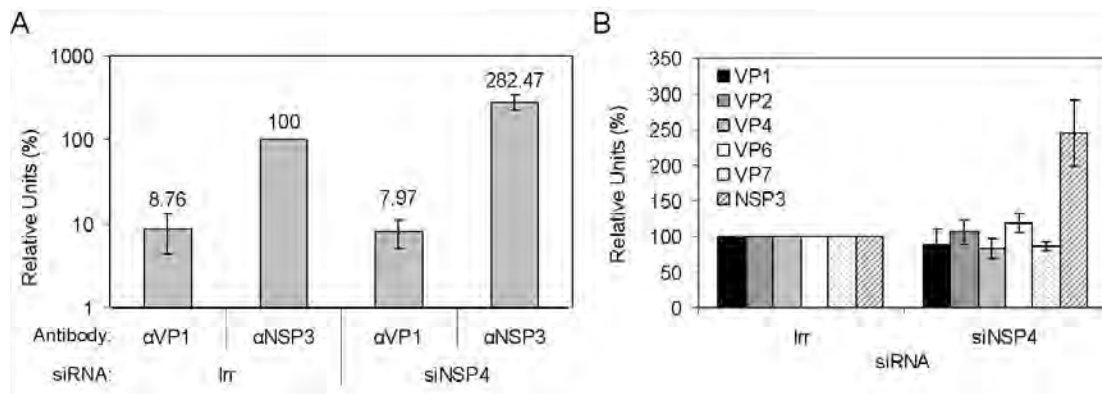 A
1000
100
10
1
Relative Units (%)
8.76
100
7.97
282.47
Antibody: αVP1 αNSP3 αVP1 αNSP3
siRNA: Irr siNSP4
B
350
300
250
200
150
100
50
0
Relative Units (%)
VP1
VP2
VP4
VP6
VP7
NSP3
Irr siNSP4
siRNA